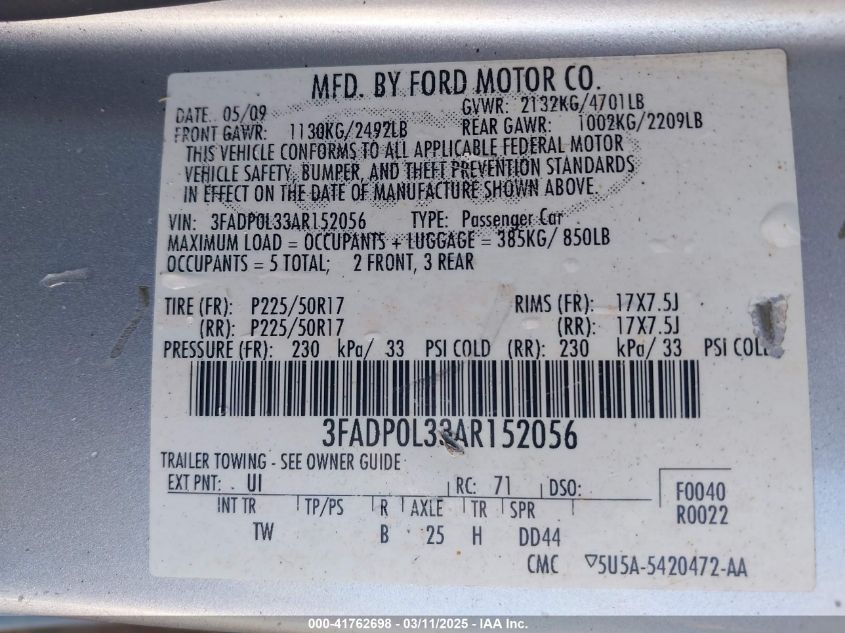 MFD. BY FORD MOTOR CO.
DATE 05/09 GVWR: 2132KG/4701LB
FRONT GAWR: 1130KG/2492LB REAR GAWR: 1002KG/2209LB
THIS VEHICLE CONFORMS TO ALL APPLICABLE FEDERAL MOTOR
VEHICLE SAFETY, BUMPER, AND THEFT PREVENTION STANDARDS
IN EFFECT ON THE DATE OF MANUFACTURE SHOWN ABOVE.
VIN: 3FADP0L33AR152056 TYPE: Passenger Car
MAXIMUM LOAD = OCCUPANTS + LUGGAGE = 385KG/ 850LB
OCCUPANTS = 5 TOTAL; 2 FRONT, 3 REAR
TIRE (FR): P225/50R17 RIMS (FR): 17X7.5J
(RR): P225/50R17 (RR): 17X7.5J
PRESSURE (FR): 230 kPa/ 33 PSI COLD (RR): 230 kPa/ 33 PSI COLD
3FADP0L33AR152056
TRAILER TOWING - SEE OWNER GUIDE
EXT PNT: UI RC: 71 DSO:
INT TR TP/PS R AXLE TR SPR
TW B 25 H DD44
F0040
R0022
CMC ▽5U5A-5420472-AA
000-41762698 - 03/11/2025 - IAA Inc.